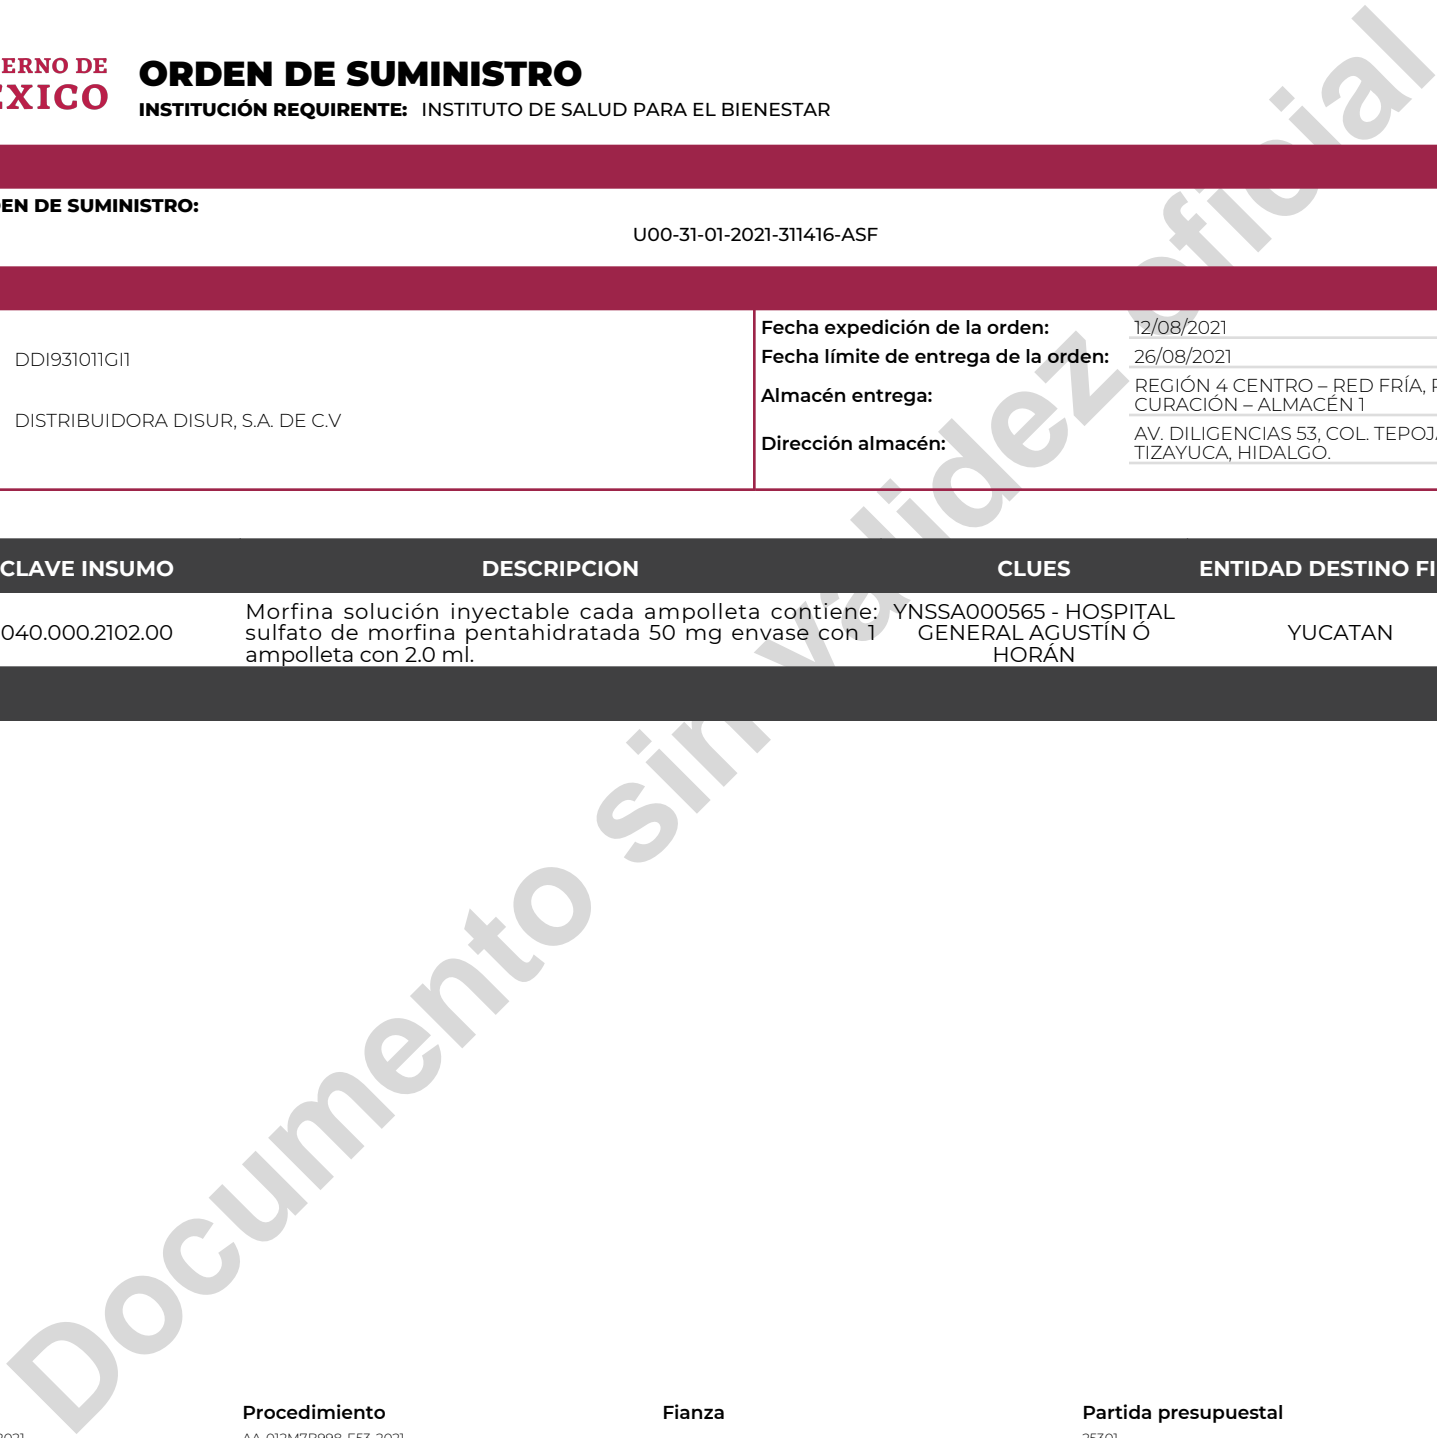 ERNO DE
ÉXICO
ORDEN DE SUMINISTRO
INSTITUCIÓN REQUIRENTE: INSTITUTO DE SALUD PARA EL BIENESTAR
EN DE SUMINISTRO:
U00-31-01-2021-311416-ASF
DDI931011GI1
DISTRIBUIDORA DISUR, S.A. DE C.V
Fecha expedición de la orden: 12/08/2021
Fecha límite de entrega de la orden: 26/08/2021
Almacén entrega: REGIÓN 4 CENTRO – RED FRÍA,
CURACIÓN – ALMACÉN 1
Dirección almacén: AV. DILIGENCIAS 53, COL. TEPOJA
TIZAYUCA, HIDALGO.
CLAVE INSUMO DESCRIPCION CLUES ENTIDAD DESTINO FI
040.000.2102.00
Morfina solución inyectable cada ampolleta contiene:
sulfato de morfina pentahidratada 50 mg envase con 1
ampolleta con 2.0 ml.
YNSSA000565 - HOSPITAL
GENERAL AGUSTÍN Ó
HORÁN
YUCATAN
Documento sin validez oficial
Procedimiento Fianza Partida presupuestal